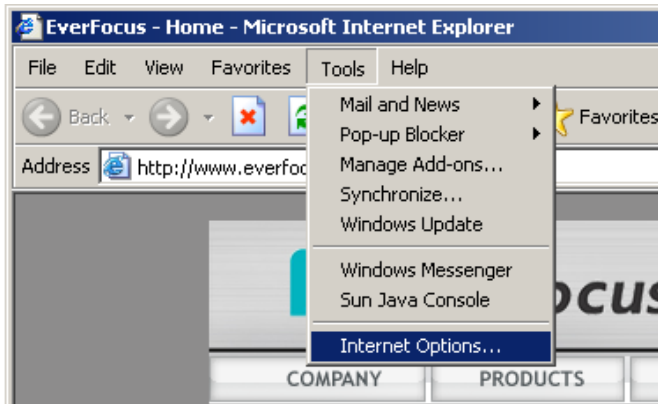 EverFocus - Home - Microsoft Internet Explorer
File Edit View Favorites Tools Help
Back Favorites
Address http://www.everfoc
Mail and News
Pop-up Blocker
Manage Add-ons...
Synchronize...
Windows Update
Windows Messenger
Sun Java Console
Internet Options...
ocus
COMPANY PRODUCTS